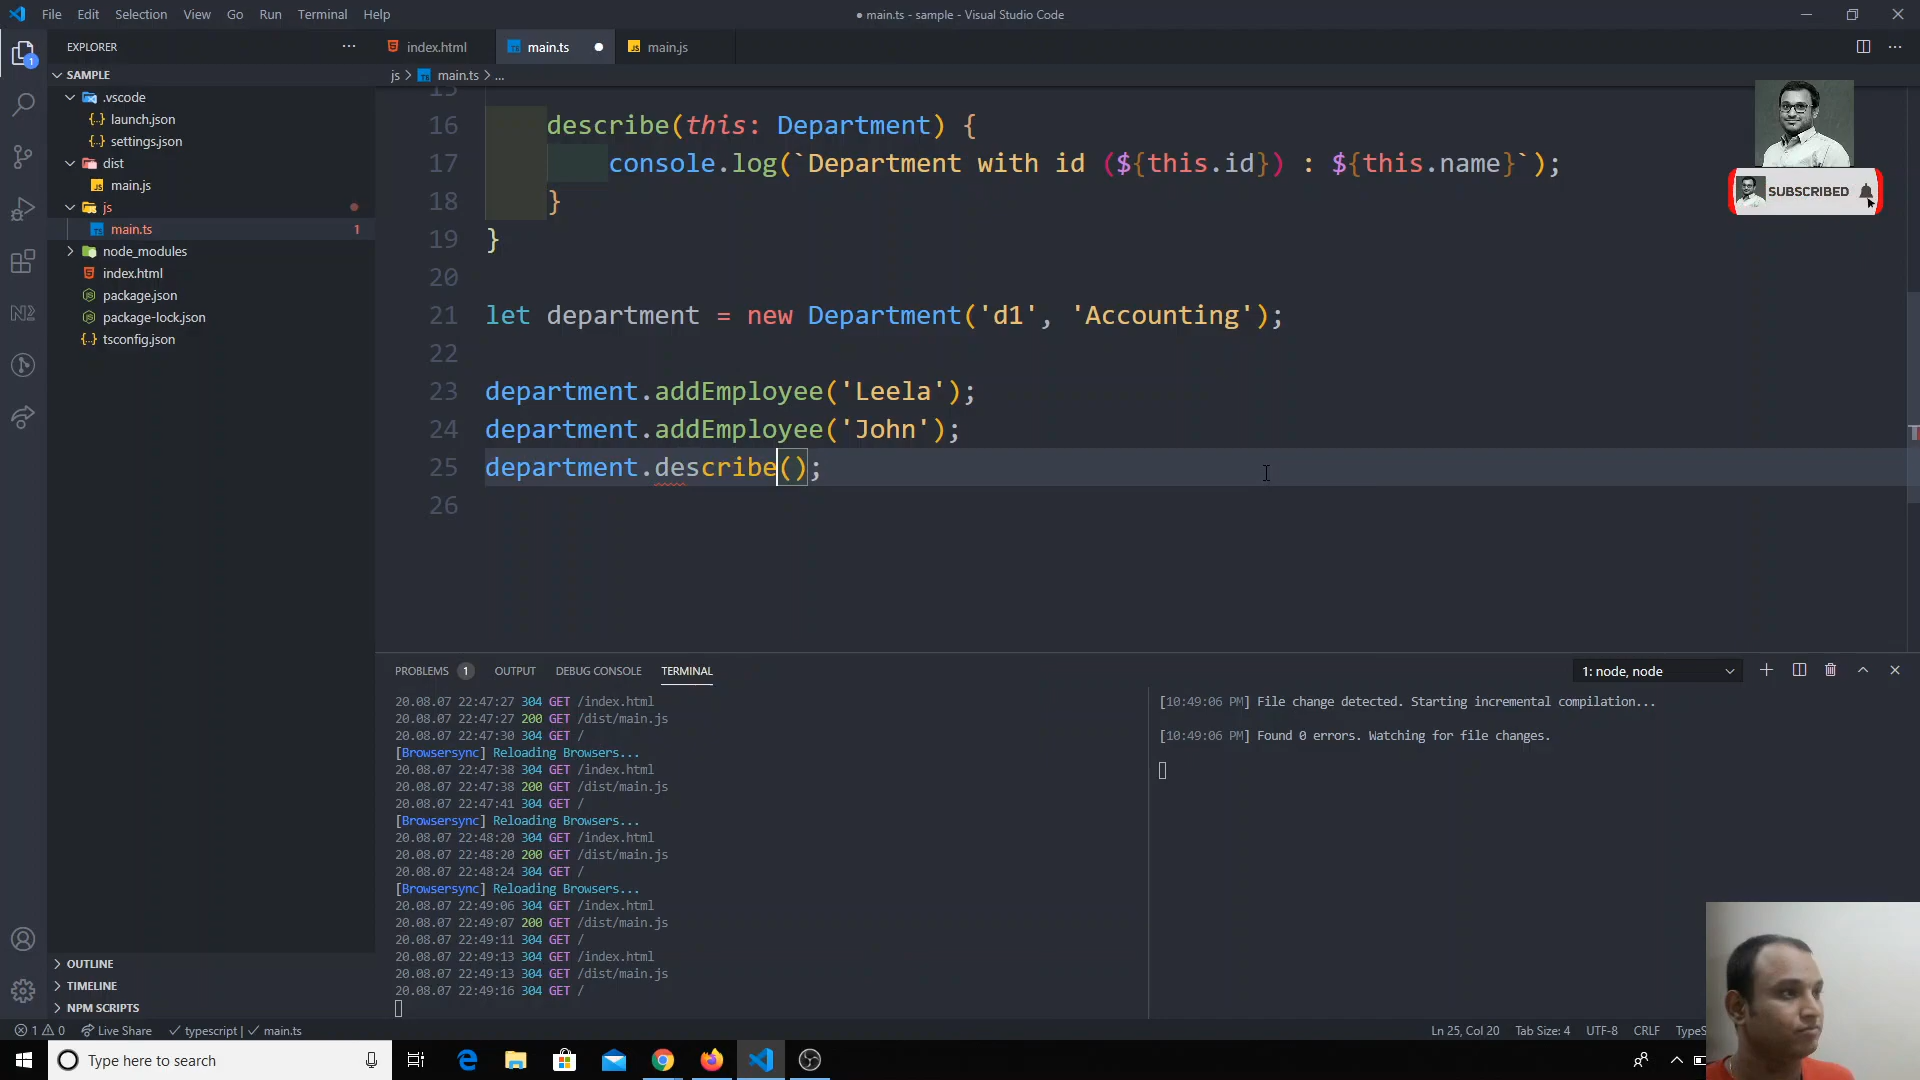 File Edit Selection View Go Run Terminal Help
● main.ts - sample - Visual Studio Code
EXPLORER
index.html
main.ts
main.js
SAMPLE
js > main.ts > ...
.vscode
launch.json
settings.json
dist
main.js
js
main.ts 1
node_modules
index.html
package.json
package-lock.json
tsconfig.json
15
16 describe(this: Department) {
17 console.log(`Department with id (${this.id}) : ${this.name}`);
18 }
19 }
20
21 let department = new Department('d1', 'Accounting');
22
23 department.addEmployee('Leela');
24 department.addEmployee('John');
25 department.describe();
26
SUBSCRIBED
PROBLEMS 1 OUTPUT DEBUG CONSOLE TERMINAL
1: node, node
20.08.07 22:47:27 304 GET /index.html
20.08.07 22:47:27 200 GET /dist/main.js
20.08.07 22:47:30 304 GET /
[Browsersync] Reloading Browsers...
20.08.07 22:47:38 304 GET /index.html
20.08.07 22:47:38 200 GET /dist/main.js
20.08.07 22:47:41 304 GET /
[Browsersync] Reloading Browsers...
20.08.07 22:48:20 304 GET /index.html
20.08.07 22:48:20 200 GET /dist/main.js
20.08.07 22:48:24 304 GET /
[Browsersync] Reloading Browsers...
20.08.07 22:49:06 304 GET /index.html
20.08.07 22:49:07 200 GET /dist/main.js
20.08.07 22:49:11 304 GET /
20.08.07 22:49:13 304 GET /index.html
20.08.07 22:49:13 304 GET /dist/main.js
20.08.07 22:49:16 304 GET /
[10:49:06 PM] File change detected. Starting incremental compilation...
[10:49:06 PM] Found 0 errors. Watching for file changes.
OUTLINE
TIMELINE
NPM SCRIPTS
1 0 Live Share typescript | main.ts
Ln 25, Col 20 Tab Size: 4 UTF-8 CRLF TypeS
Type here to search